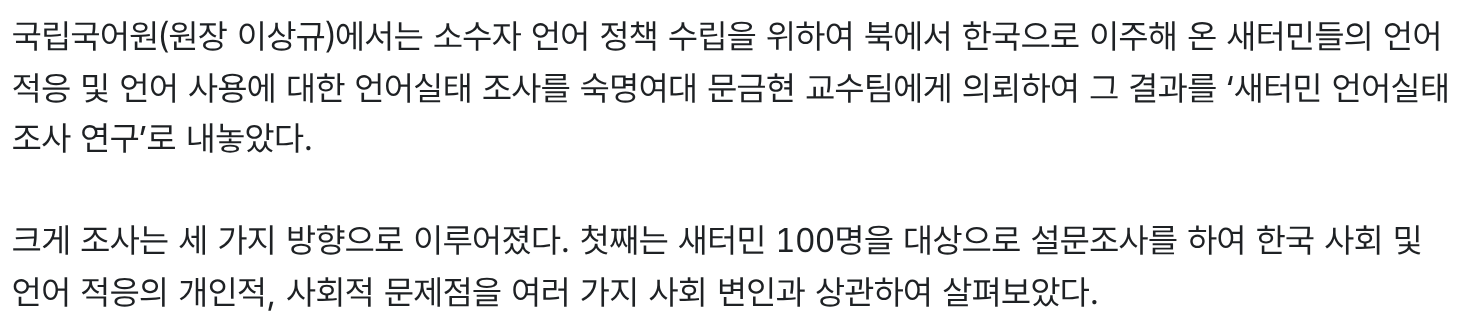 국립국어원(원장 이상규)에서는 소수자 언어 정책 수립을 위하여 북에서 한국으로 이주해 온 새터민들의 언어
적응 및 언어 사용에 대한 언어실태 조사를 숙명여대 문금현 교수팀에게 의뢰하여 그 결과를 ‘새터민 언어실태
조사 연구’로 내놓았다.
크게 조사는 세 가지 방향으로 이루어졌다. 첫째는 새터민 100명을 대상으로 설문조사를 하여 한국 사회 및
언어 적응의 개인적, 사회적 문제점을 여러 가지 사회 변인과 상관하여 살펴보았다.